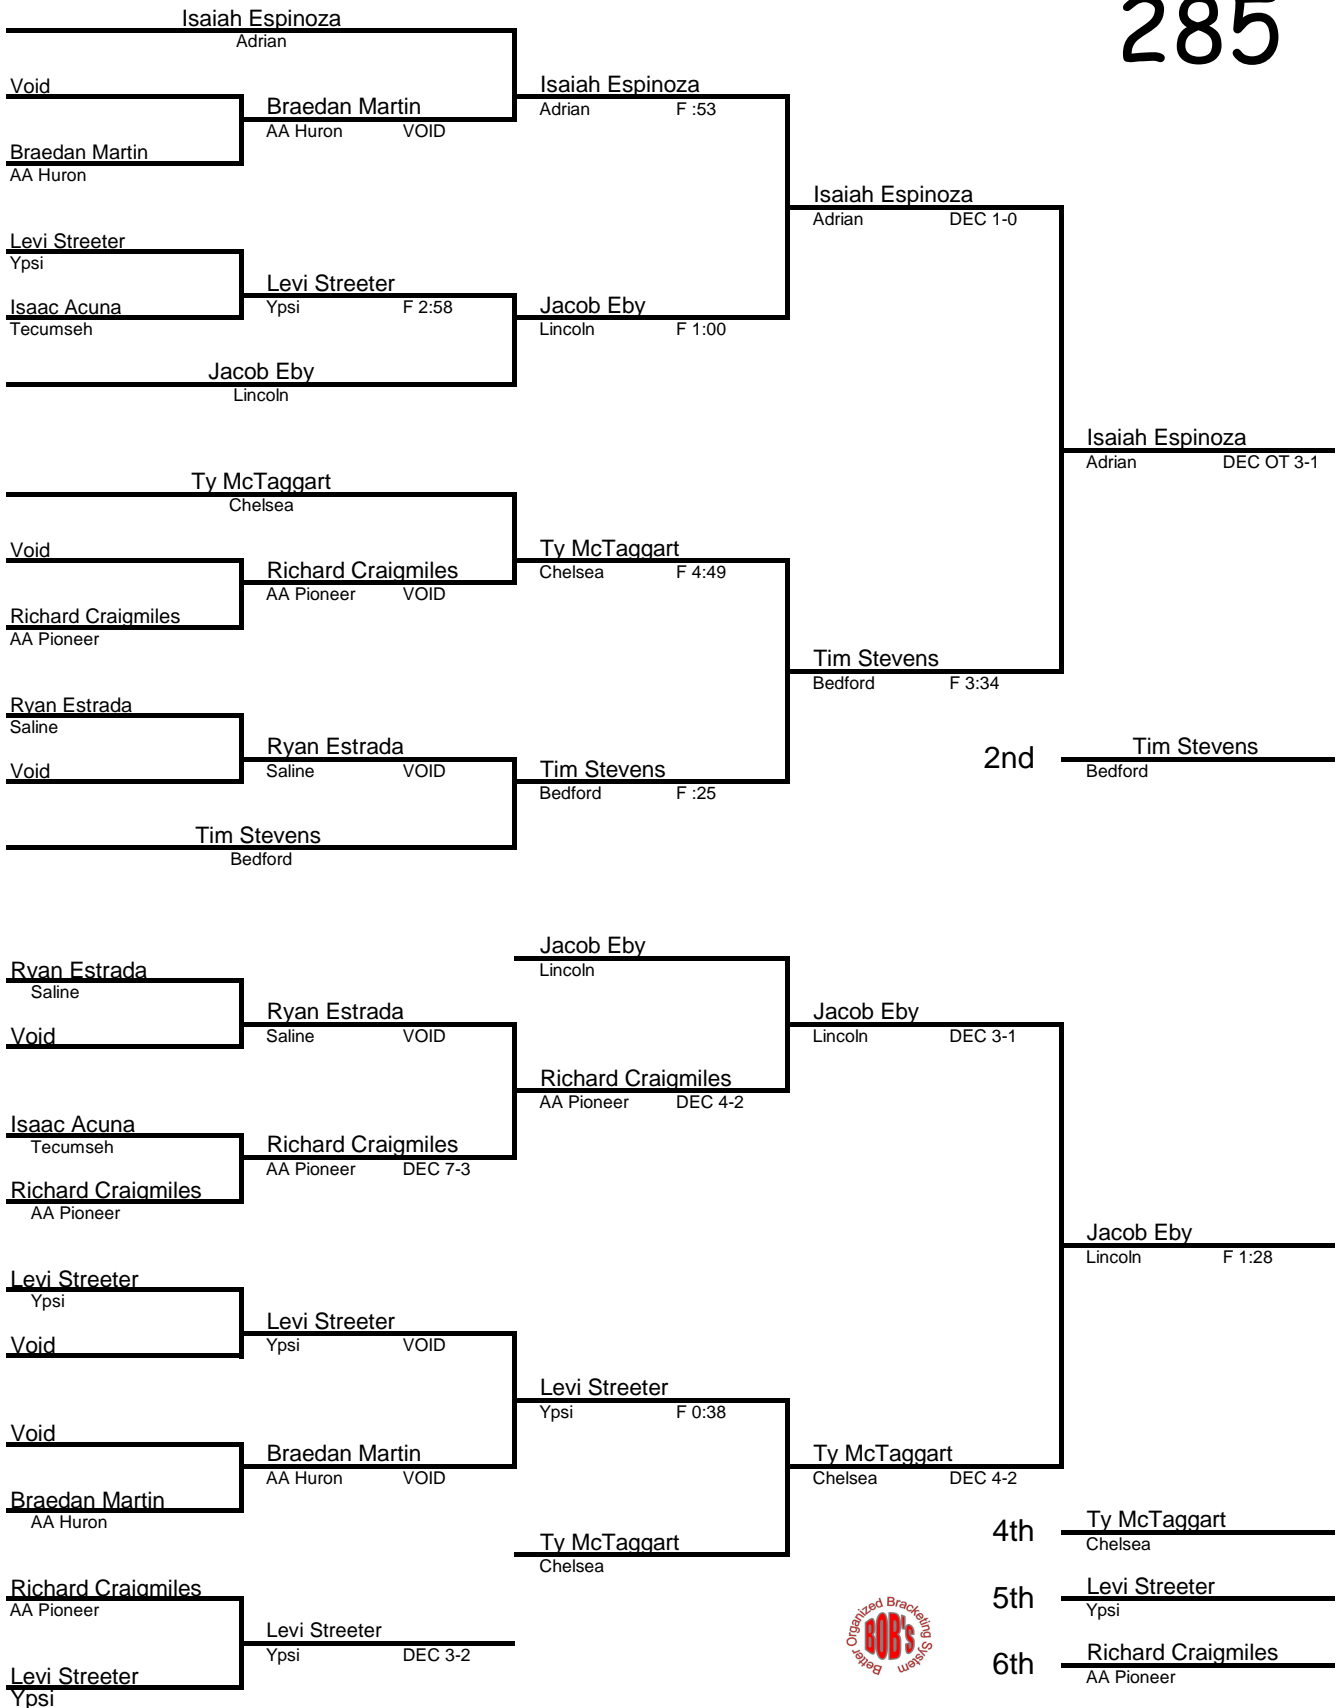 285
Isaiah Espinoza
Adrian
Void
Braedan Martin
AA Huron VOID
Braedan Martin
AA Huron
Isaiah Espinoza
Adrian F :53
Levi Streeter
Ypsi
Isaac Acuna
Tecumseh
Levi Streeter
Ypsi F 2:58
Jacob Eby
Lincoln F 1:00
Jacob Eby
Lincoln
Isaiah Espinoza
Adrian DEC 1-0
Isaiah Espinoza
Adrian DEC OT 3-1
Ty McTaggart
Chelsea
Void
Richard Craigmiles
AA Pioneer VOID
Richard Craigmiles
AA Pioneer
Ty McTaggart
Chelsea F 4:49
Ryan Estrada
Saline
Void
Ryan Estrada
Saline VOID
Tim Stevens
Bedford F :25
Tim Stevens
Bedford
Tim Stevens
Bedford F 3:34
2nd Tim Stevens
Bedford
Ryan Estrada
Saline
Void
Ryan Estrada
Saline VOID
Isaac Acuna
Tecumseh
Richard Craigmiles
AA Pioneer
Richard Craigmiles
AA Pioneer DEC 7-3
Jacob Eby
Lincoln
Richard Craigmiles
AA Pioneer DEC 4-2
Jacob Eby
Lincoln DEC 3-1
Jacob Eby
Lincoln F 1:28
Levi Streeter
Ypsi
Void
Levi Streeter
Ypsi VOID
Void
Braedan Martin
AA Huron
Braedan Martin
AA Huron VOID
Levi Streeter
Ypsi F 0:38
Ty McTaggart
Chelsea
Ty McTaggart
Chelsea DEC 4-2
Richard Craigmiles
AA Pioneer
Levi Streeter
Ypsi
Levi Streeter
Ypsi DEC 3-2
Better Organized Bracketing System
BOB'S
4th Ty McTaggart
Chelsea
5th Levi Streeter
Ypsi
6th Richard Craigmiles
AA Pioneer